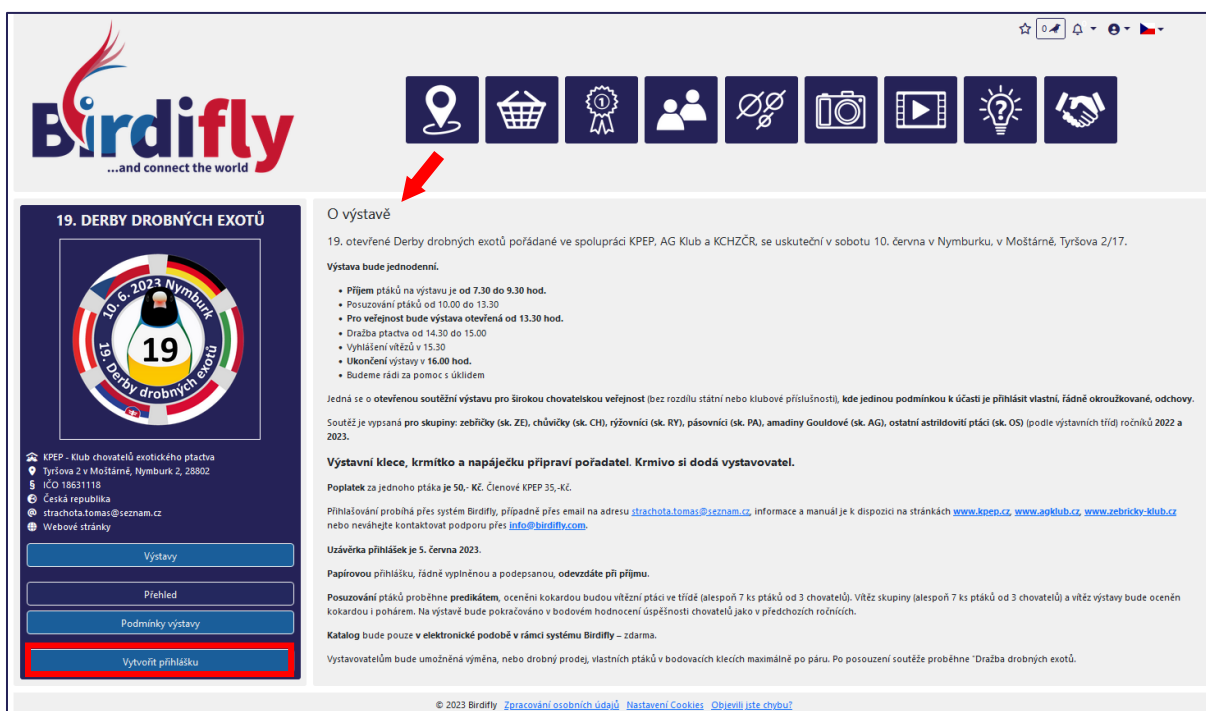 0
Birdifly
...and connect the world
1
19. DERBY DROBNÝCH EXOTŮ
10. 6. 2023 Nymburk
19
19. Derby drobných exotů
KPEP - Klub chovatelů exotického ptactva
Tyršova 2 v Moštárně, Nymburk 2, 28802
§ IČO 18631118
Česká republika
@ strachota.tomas@seznam.cz
Webové stránky
Výstavy
Přehled
Podmínky výstavy
Vytvořit přihlášku
O výstavě
19. otevřené Derby drobných exotů pořádané ve spolupráci KPEP, AG Klub a KCHZČR, se uskuteční v sobotu 10. června v Nymburku, v Moštárně, Tyršova 2/17.
Výstava bude jednodenní.
• Příjem ptáků na výstavu je od 7.30 do 9.30 hod.
• Posuzování ptáků od 10.00 do 13.30
• Pro veřejnost bude výstava otevřená od 13.30 hod.
• Dražba ptactva od 14.30 do 15.00
• Vyhlášení vítězů v 15.30
• Ukončení výstavy v 16.00 hod.
• Budeme rádi za pomoc s úklidem
Jedná se o otevřenou soutěžní výstavu pro širokou chovatelskou veřejnost (bez rozdílu státní nebo klubové příslušnosti), kde jedinou podmínkou k účasti je přihlásit vlastní, řádně okroužkované, odchovy.
Soutěž je vypsaná pro skupiny: zebřičky (sk. ZE), chůvičky (sk. CH), rýžovníci (sk. RY), pásovníci (sk. PA), amadiny Gouldové (sk. AG), ostatní astrildovití ptáci (sk. OS) (podle výstavních tříd) ročníků 2022 a
2023.
Výstavní klece, krmítko a napáječku připraví pořadatel. Krmivo si dodá vystavovatel.
Poplatek za jednoho ptáka je 50,- Kč. Členové KPEP 35,-Kč.
Přihlašování probíhá přes systém Birdifly, případně přes email na adresu strachota.tomas@seznam.cz, informace a manuál je k dispozici na stránkách www.kpep.cz, www.agklub.cz, www.zebricky-klub.cz
nebo neváhejte kontaktovat podporu přes info@birdifly.com.
Uzávěrka přihlášek je 5. června 2023.
Papírovou přihlášku, řádně vyplněnou a podepsanou, odevzdáte při příjmu.
Posuzování ptáků proběhne predikátem, oceněni kokardou budou vítězní ptáci ve třídě (alespoň 7 ks ptáků od 3 chovatelů). Vítěz skupiny (alespoň 7 ks ptáků od 3 chovatelů) a vítěz výstavy bude oceněn
kokardou i pohárem. Na výstavě bude pokračováno v bodovém hodnocení úspěšnosti chovatelů jako v předchozích ročnících.
Katalog bude pouze v elektronické podobě v rámci systému Birdifly – zdarma.
Vystavovatelům bude umožněná výměna, nebo drobný prodej, vlastních ptáků v bodovacích klecích maximálně po páru. Po posouzení soutěže proběhne "Dražba drobných exotů.
© 2023 Birdifly Zpracování osobních údajů Nastavení Cookies Objevili jste chybu?